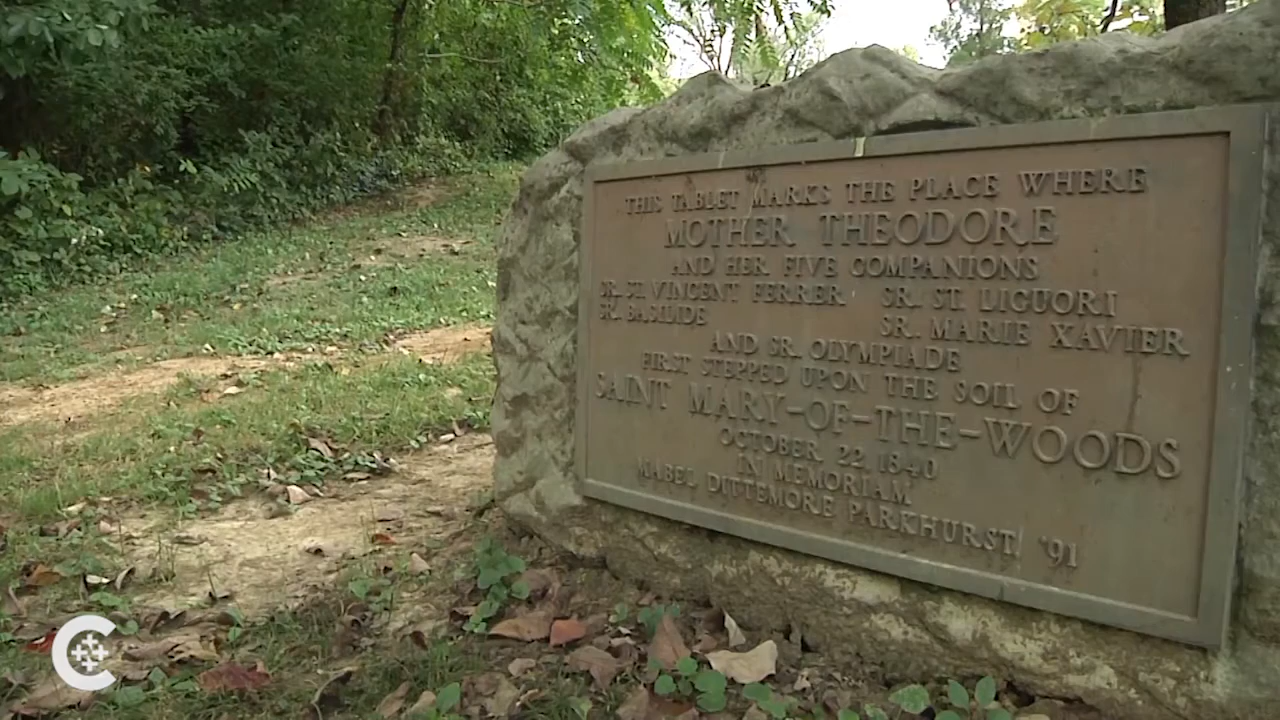 THIS TABLET MARKS THE PLACE WHERE
MOTHER THEODORE
AND HER FIVE COMPANIONS
SR. ST. VINCENT FERRER SR. ST. LIGUORI
SR. BASILIDE SR. MARIE XAVIER
AND SR. OLYMPIADE
FIRST STEPPED UPON THE SOIL OF
SAINT MARY-OF-THE-WOODS
OCTOBER 22, 1840
IN MEMORIAM
MABEL DITTEMORE PARKHURST, '91